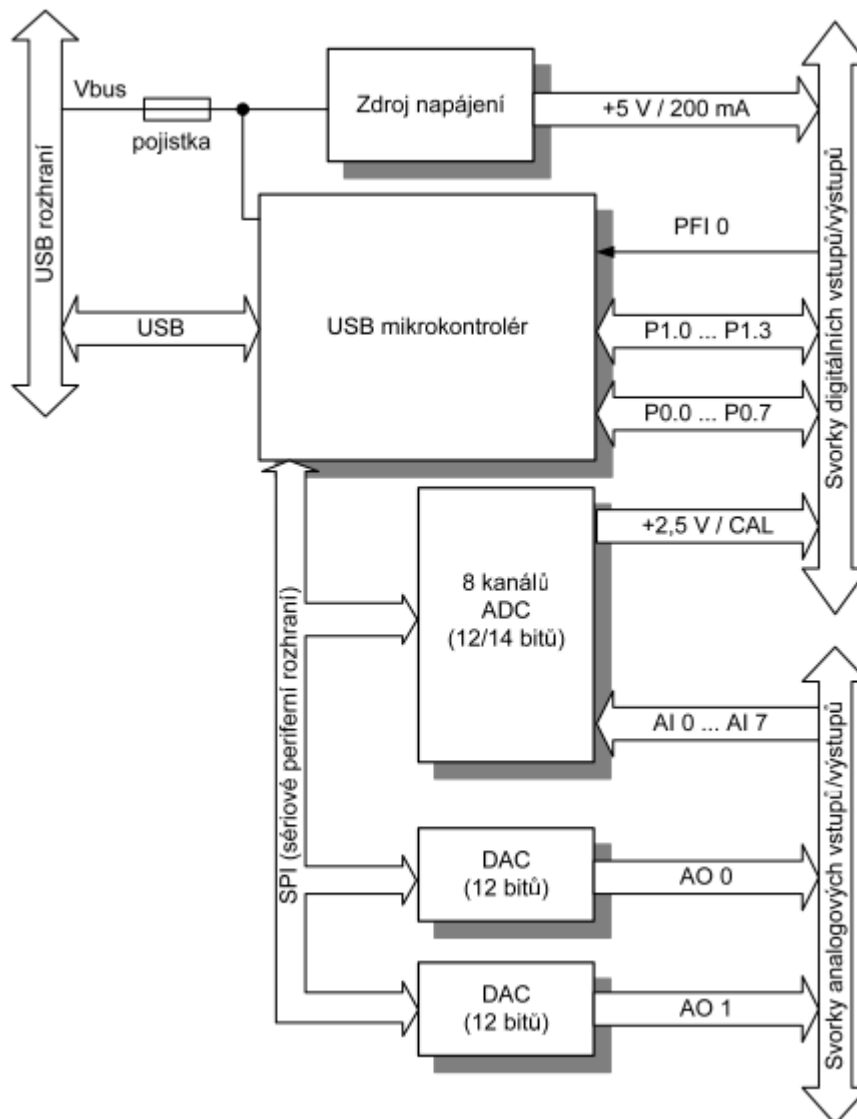 Vbus
pojistka
USB rozhraní
Zdroj napájení
+5 V / 200 mA
USB
USB mikrokontrolér
PFI 0
P1.0 ... P1.3
P0.0 ... P0.7
Svorky digitálních vstupů/výstupů
+2,5 V / CAL
8 kanálů
ADC
(12/14 bitů)
AI 0 ... AI 7
SPI (sériové periferní rozhraní)
DAC
(12 bitů)
AO 0
DAC
(12 bitů)
AO 1
Svorky analogových vstupů/výstupů